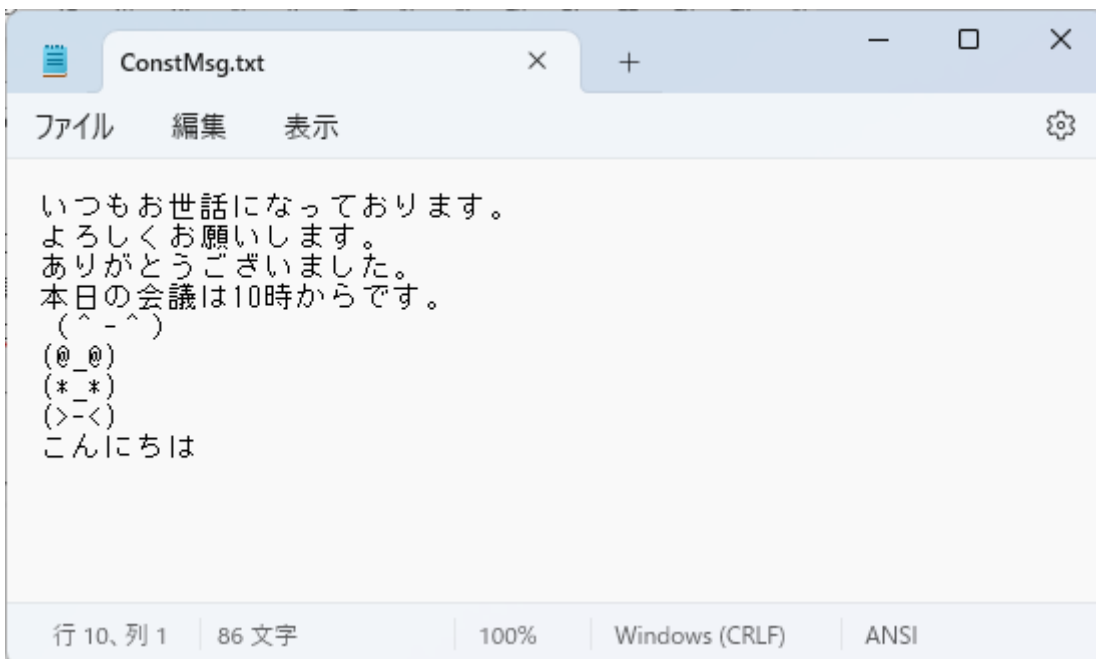 ConstMsg.txt
ファイル 編集 表示
いつもお世話になっております。
よろしくお願いします。
ありがとうございました。
本日の会議は10時からです。
(^-^)
(@_@)
(*_*)
(>-<)
こんにちは
行 10、列 1 86 文字 100% Windows (CRLF) ANSI